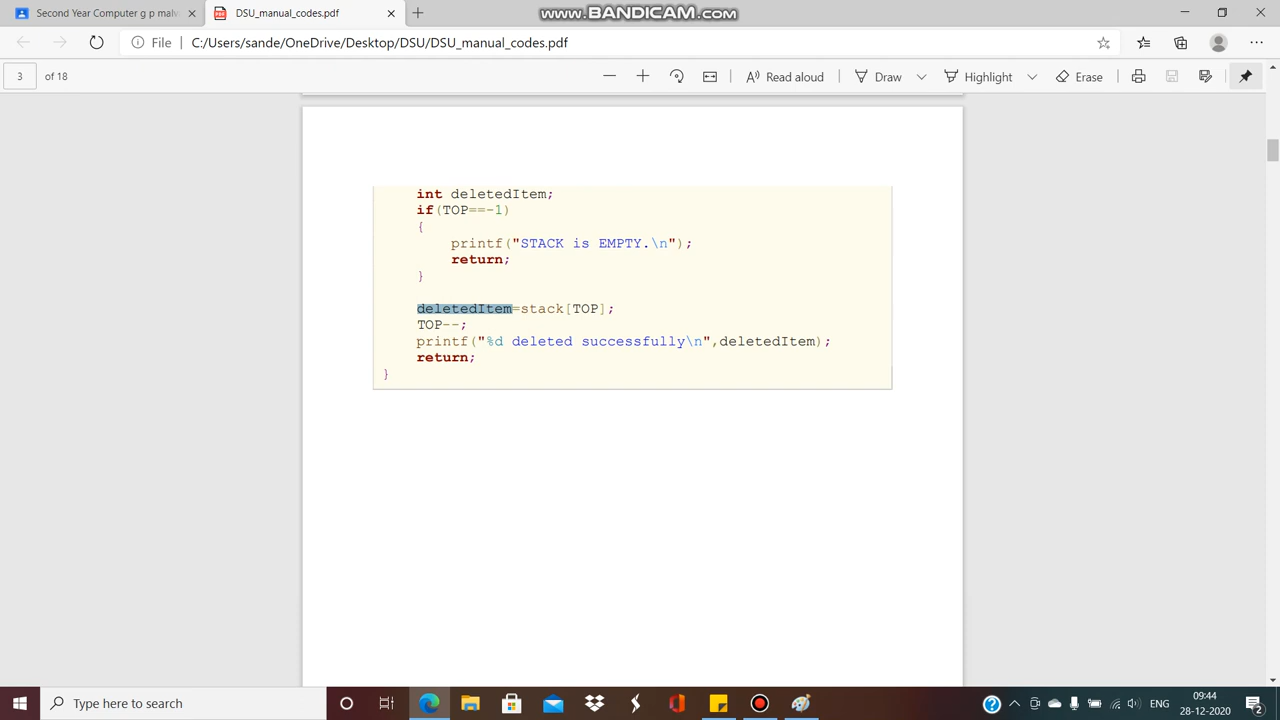 Second Year Computer g p malv
DSU_manual_codes.pdf
www.BANDICAM.com
File
C:/Users/sande/OneDrive/Desktop/DSU/DSU_manual_codes.pdf
3 of 18
Read aloud
Draw
Highlight
Erase
int deletedItem;
if(TOP==-1)
{
printf("STACK is EMPTY.\n");
return;
}
deletedItem=stack[TOP];
TOP--;
printf("%d deleted successfully\n",deletedItem);
return;
}
Type here to search
ENG
09:44
28-12-2020
2